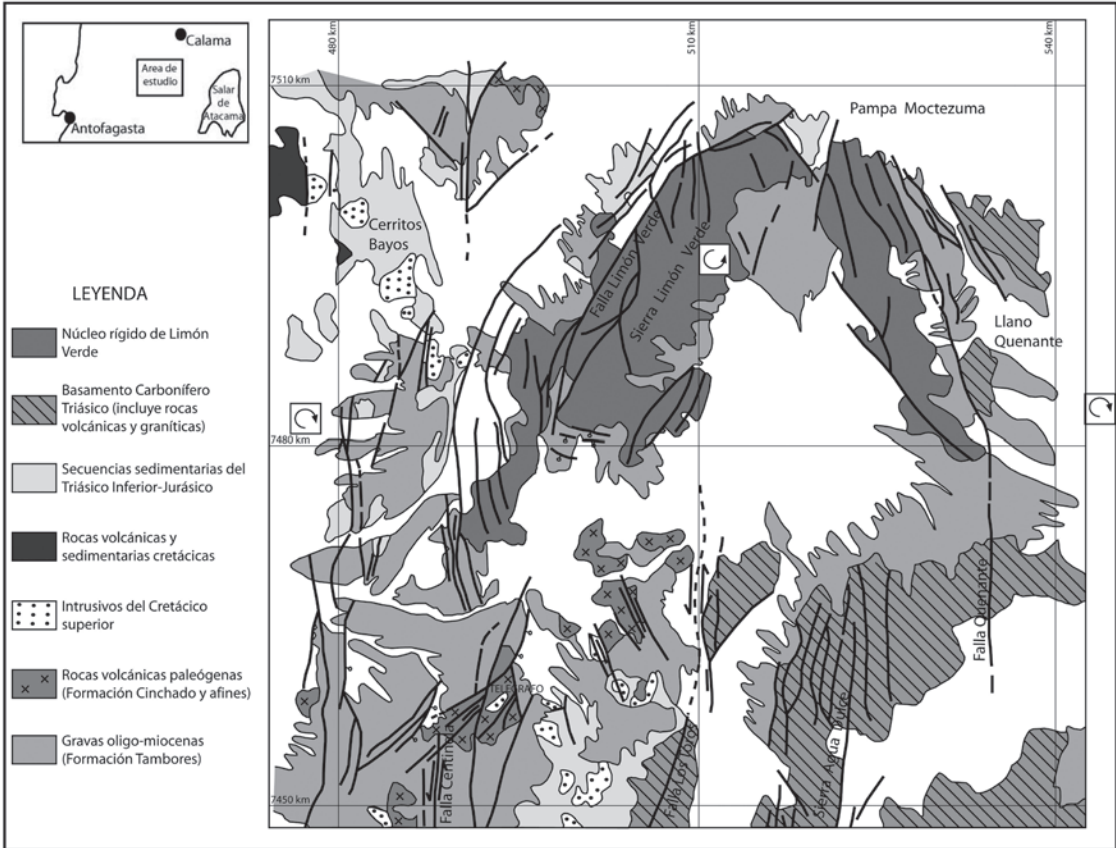 Calama
Area de
estudio
Salar
de
Atacama
Antofagasta
LEYENDA
Núcleo rígido de Limón
Verde
Basamento Carbonífero
Triásico (incluye rocas
volcánicas y graníticas)
Secuencias sedimentarias del
Triásico Inferior-Jurásico
Rocas volcánicas y
sedimentarias cretácicas
Intrusivos del Cretácico
superior
Rocas volcánicas paleógenas
(Formación Cinchado y afines)
Gravas oligo-miocenas
(Formación Tambores)
480 km
510 km
540 km
7510 km
Pampa Moctezuma
Cerritos
Bayos
Falla Limón Verde
Sierra Limón Verde
Llano
Quenante
7480 km
Falla Quenante
TELEGRAFO
Falla Centinela
Falla Los Toros
Sierra Agua Dulce
7450 km